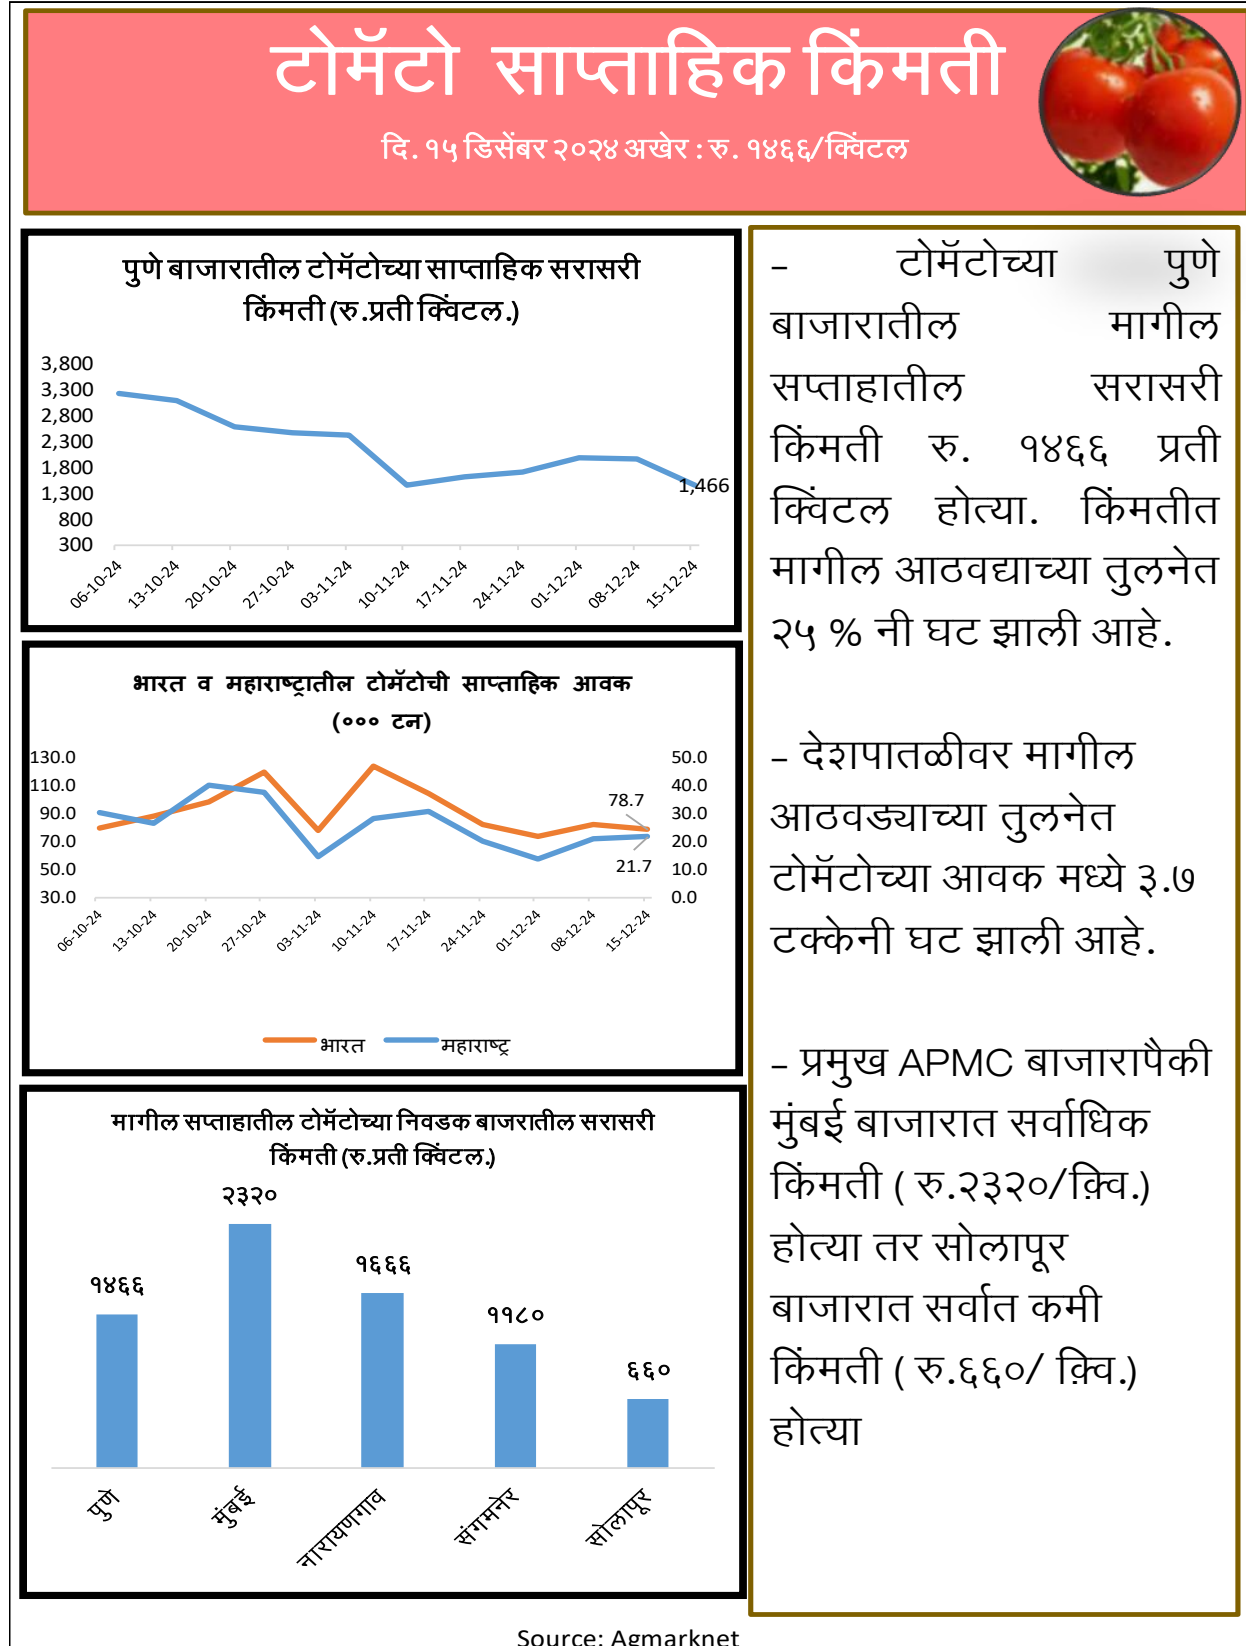 टोमॅटो साप्ताहिक किंमती
दि. १५ डिसेंबर २०२४ अखेर : रु. १४६६/क्विंटल
पुणे बाजारातील टोमॅटोच्या साप्ताहिक सरासरी
किंमती (रु.प्रती क्विंटल.)
3,800
3,300
2,800
2,300
1,800
1,300
800
300
1,466
06-10-24
13-10-24
20-10-24
27-10-24
03-11-24
10-11-24
17-11-24
24-11-24
01-12-24
08-12-24
15-12-24
भारत व महाराष्ट्रातील टोमॅटोची साप्ताहिक आवक
(००० टन)
130.0
110.0
90.0
70.0
50.0
30.0
50.0
40.0
30.0
20.0
10.0
0.0
78.7
21.7
06-10-24
13-10-24
20-10-24
27-10-24
03-11-24
10-11-24
17-11-24
24-11-24
01-12-24
08-12-24
15-12-24
भारत
महाराष्ट्र
मागील सप्ताहातील टोमॅटोच्या निवडक बाजरातील सरासरी
किंमती (रु.प्रती क्विंटल.)
१४६६
२३२०
१६६६
११८०
६६०
पुणे
मुंबई
नारायणगाव
संगमनेर
सोलापूर
– टोमॅटोच्या पुणे
बाजारातील मागील
सप्ताहातील सरासरी
किंमती रु. १४६६ प्रती
क्विंटल होत्या. किंमतीत
मागील आठवद्याच्या तुलनेत
२५ % नी घट झाली आहे.
– देशपातळीवर मागील
आठवड्याच्या तुलनेत
टोमॅटोच्या आवक मध्ये ३.७
टक्केनी घट झाली आहे.
– प्रमुख APMC बाजारापैकी
मुंबई बाजारात सर्वाधिक
किंमती ( रु.२३२०/क़्वि.)
होत्या तर सोलापूर
बाजारात सर्वात कमी
किंमती ( रु.६६०/ क़्वि.)
होत्या
Source: Agmarknet